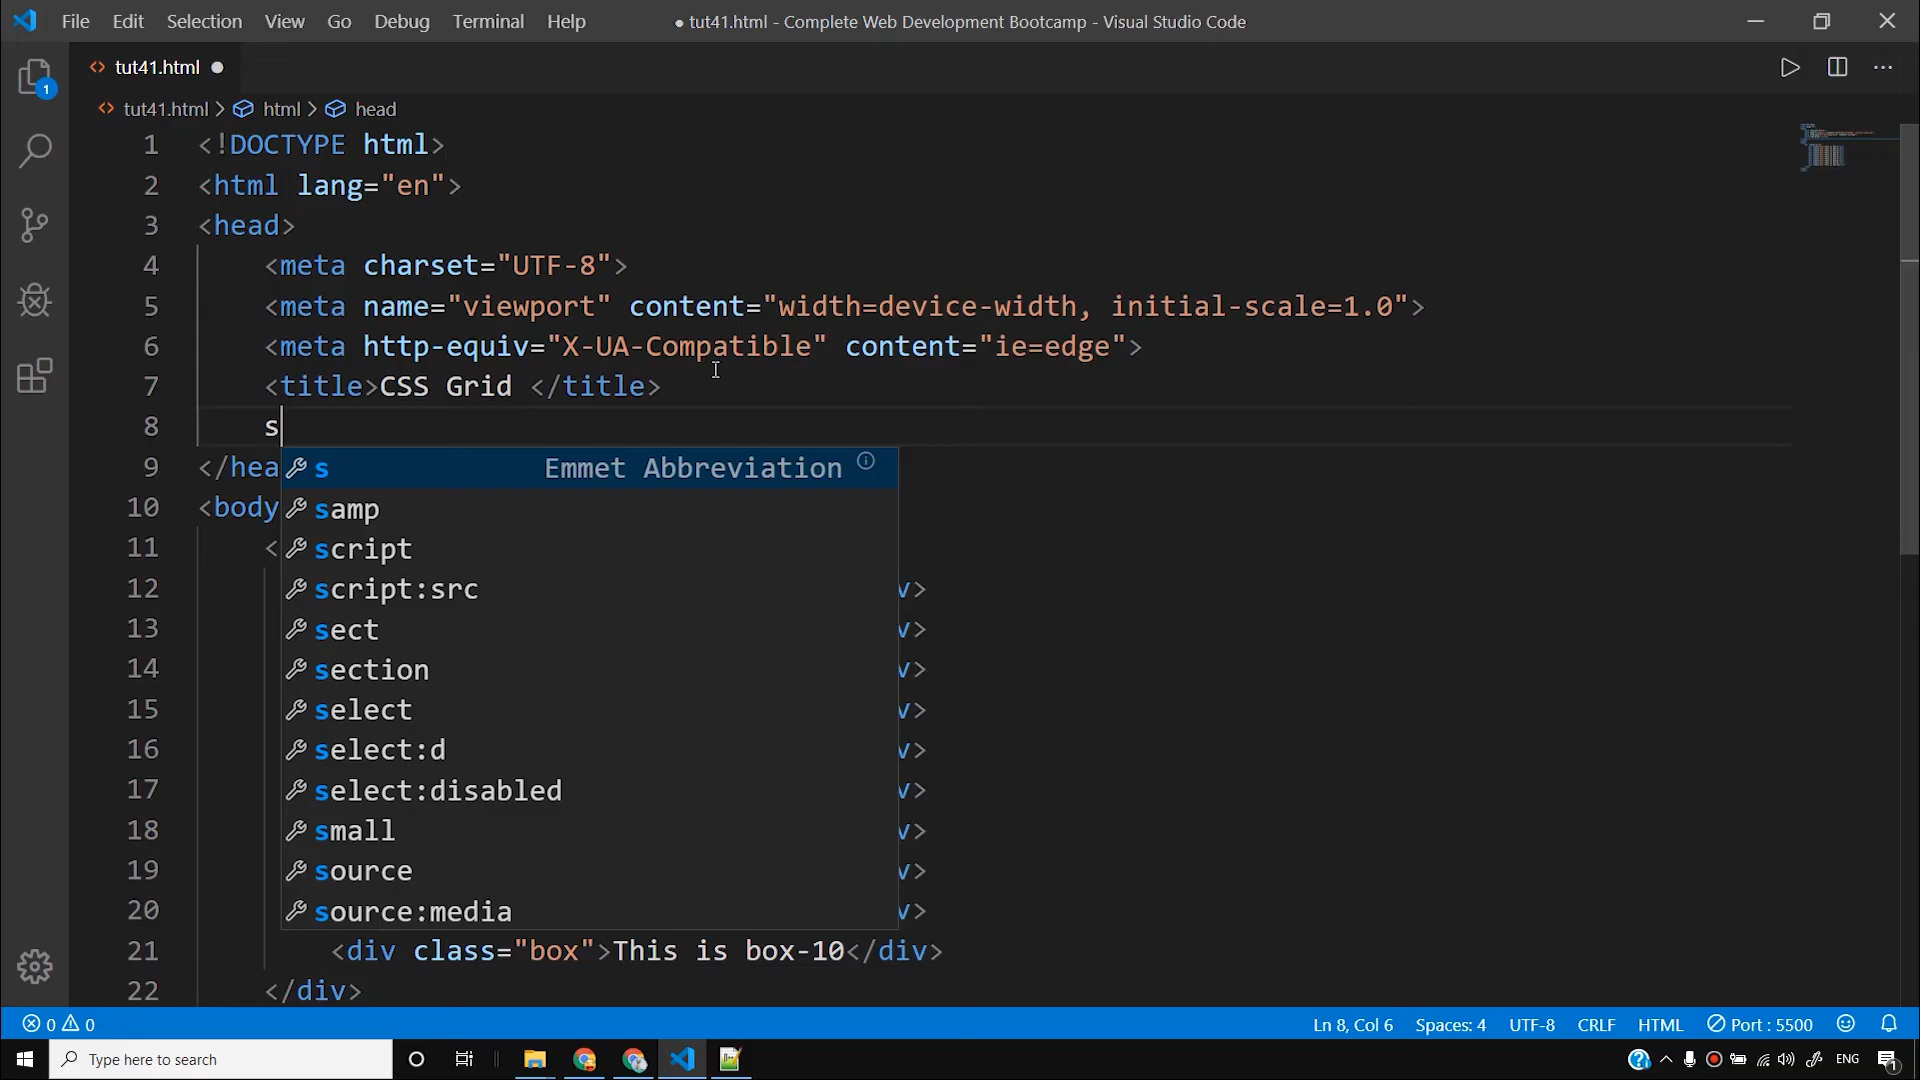 File Edit Selection View Go Debug Terminal Help ● tut41.html - Complete Web Development Bootcamp - Visual Studio Code
<> tut41.html ●
1
<> tut41.html > html > head
1 <!DOCTYPE html>
2 <html lang="en">
3 <head>
4 <meta charset="UTF-8">
5 <meta name="viewport" content="width=device-width, initial-scale=1.0">
6 <meta http-equiv="X-UA-Compatible" content="ie=edge">
7 <title>CSS Grid </title>
8 s
9 </hea s Emmet Abbreviation
10 <body samp
11 < script
12 script:src v>
13 sect v>
14 section v>
15 select v>
16 select:d v>
17 select:disabled v>
18 small v>
19 source v>
20 source:media v>
21 <div class="box">This is box-10</div>
22 </div>
0 0 Ln 8, Col 6 Spaces: 4 UTF-8 CRLF HTML Port : 5500
Type here to search ENG 1